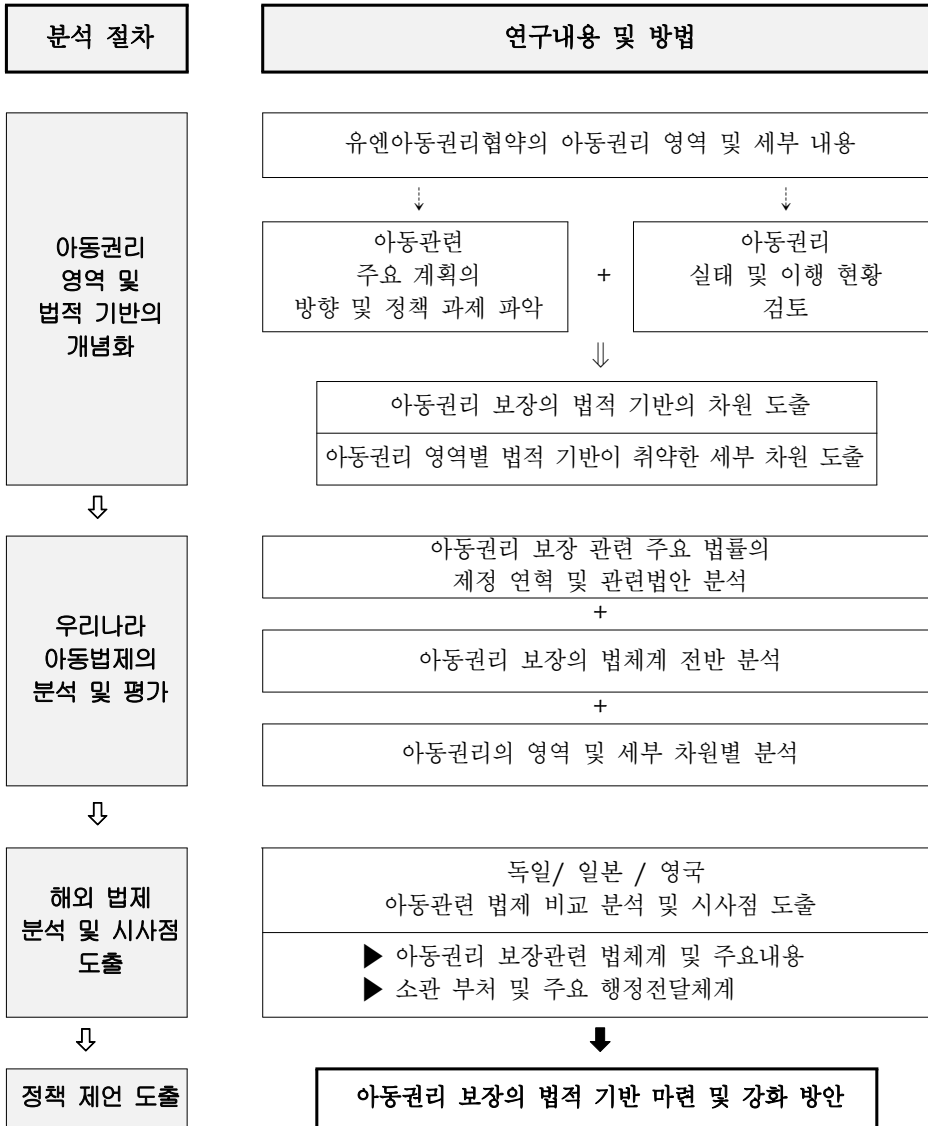 분석 절차
연구내용 및 방법
아동권리
영역 및
법적 기반의
개념화
유엔아동권리협약의 아동권리 영역 및 세부 내용
아동관련
주요 계획의
방향 및 정책 과제 파악
+
아동권리
실태 및 이행 현황
검토
아동권리 보장의 법적 기반의 차원 도출
아동권리 영역별 법적 기반이 취약한 세부 차원 도출
우리나라
아동법제의
분석 및 평가
아동권리 보장 관련 주요 법률의
제정 연혁 및 관련법안 분석
+
아동권리 보장의 법체계 전반 분석
+
아동권리의 영역 및 세부 차원별 분석
해외 법제
분석 및 시사점
도출
독일/ 일본 / 영국
아동관련 법제 비교 분석 및 시사점 도출
▶ 아동권리 보장관련 법체계 및 주요내용
▶ 소관 부처 및 주요 행정전달체계
정책 제언 도출
아동권리 보장의 법적 기반 마련 및 강화 방안